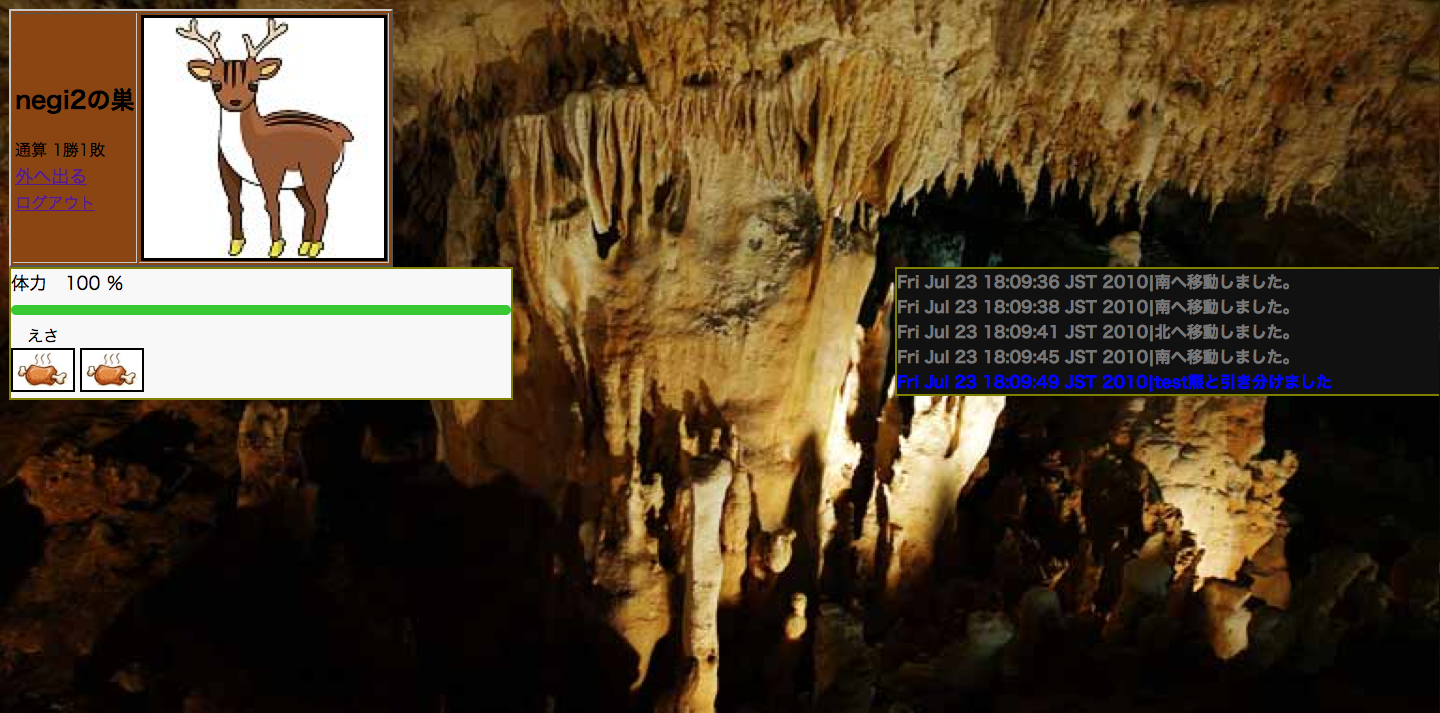 negi2の巣
通算 1勝1敗
外へ出る
ログアウト
体力　100 %
えさ
Fri Jul 23 18:09:36 JST 2010|南へ移動しました。
Fri Jul 23 18:09:38 JST 2010|南へ移動しました。
Fri Jul 23 18:09:41 JST 2010|北へ移動しました。
Fri Jul 23 18:09:45 JST 2010|南へ移動しました。
Fri Jul 23 18:09:49 JST 2010|test熊と引き分けました